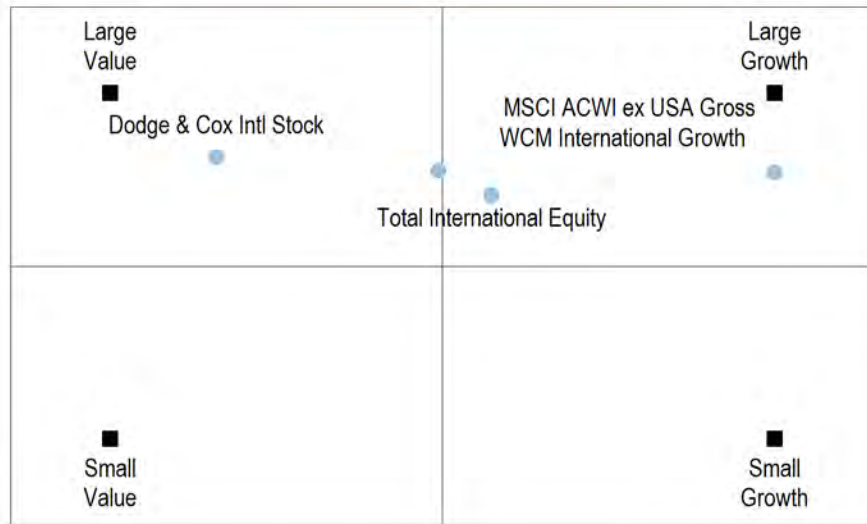 Large
Value
Large
Growth
MSCI ACWI ex USA Gross
Dodge & Cox Intl Stock
WCM International Growth
Total International Equity
Small
Value
Small
Growth